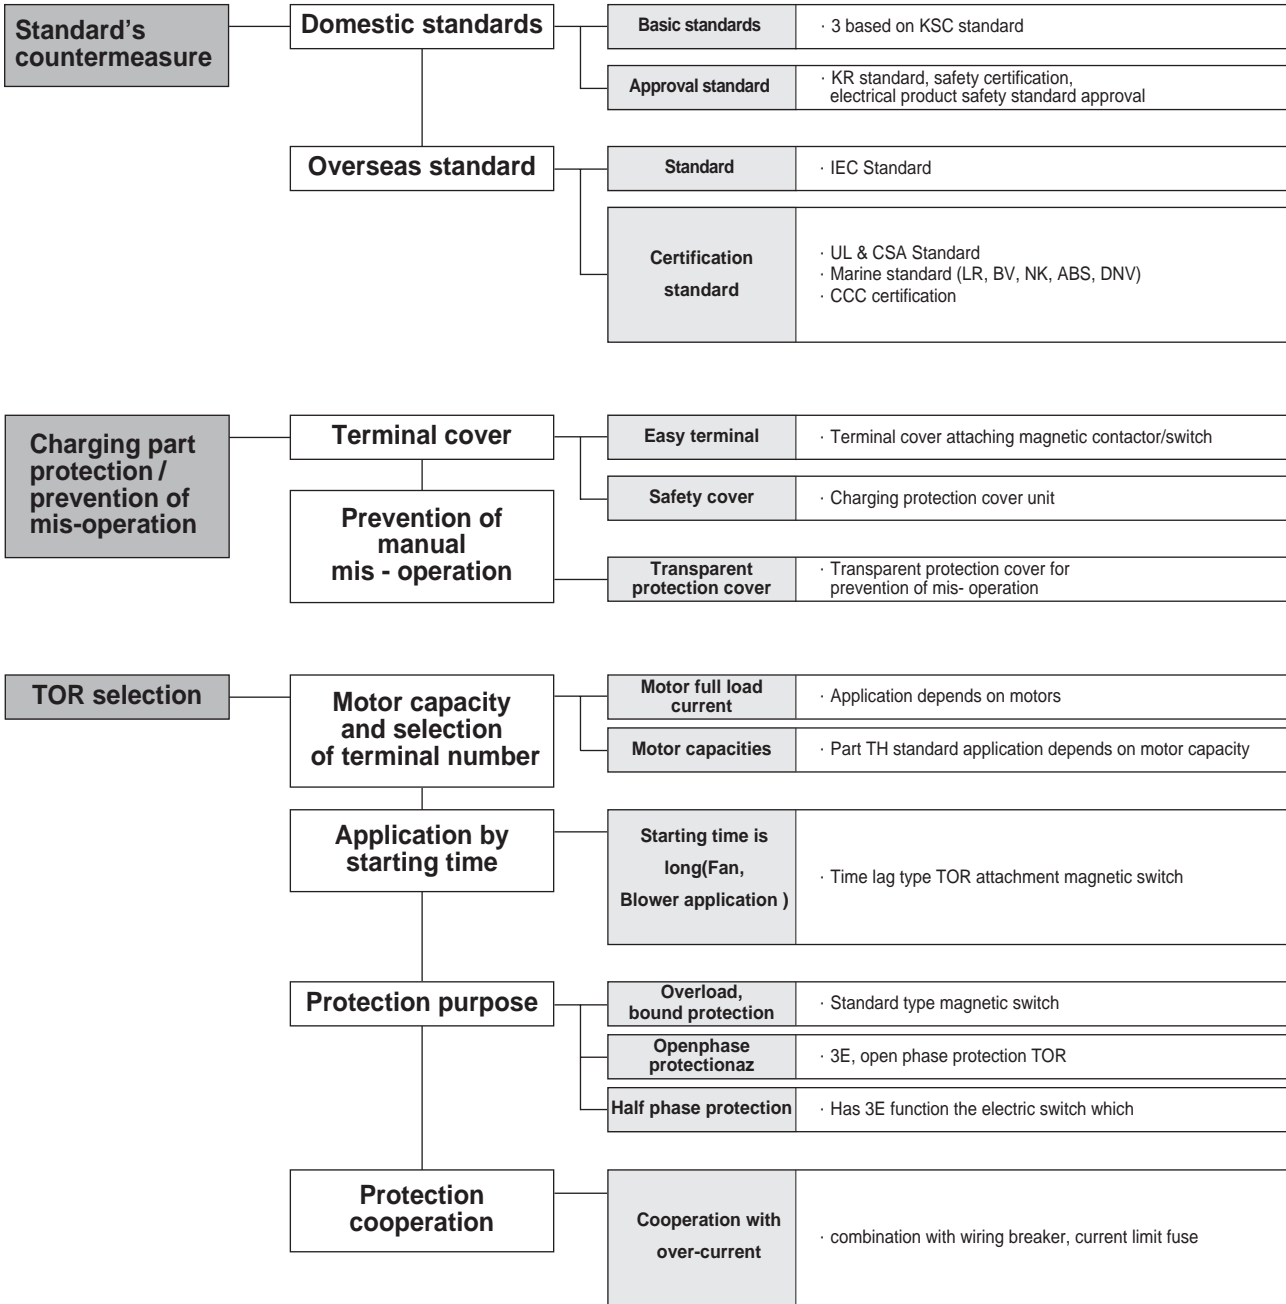 Standard's
countermeasure
Domestic standards
Basic standards
· 3 based on KSC standard
Approval standard
· KR standard, safety certification,
electrical product safety standard approval
Overseas standard
Standard
· IEC Standard
Certification
standard
· UL & CSA Standard
· Marine standard (LR, BV, NK, ABS, DNV)
· CCC certification
Charging part
protection /
prevention of
mis-operation
Terminal cover
Easy terminal
· Terminal cover attaching magnetic contactor/switch
Safety cover
· Charging protection cover unit
Prevention of
manual
mis - operation
Transparent
protection cover
· Transparent protection cover for
prevention of mis- operation
TOR selection
Motor capacity
and selection
of terminal number
Motor full load
current
· Application depends on motors
Motor capacities
· Part TH standard application depends on motor capacity
Application by
starting time
Starting time is
long(Fan,
Blower application )
· Time lag type TOR attachment magnetic switch
Protection purpose
Overload,
bound protection
· Standard type magnetic switch
Openphase
protectionaz
· 3E, open phase protection TOR
Half phase protection
· Has 3E function the electric switch which
Protection
cooperation
Cooperation with
over-current
· combination with wiring breaker, current limit fuse